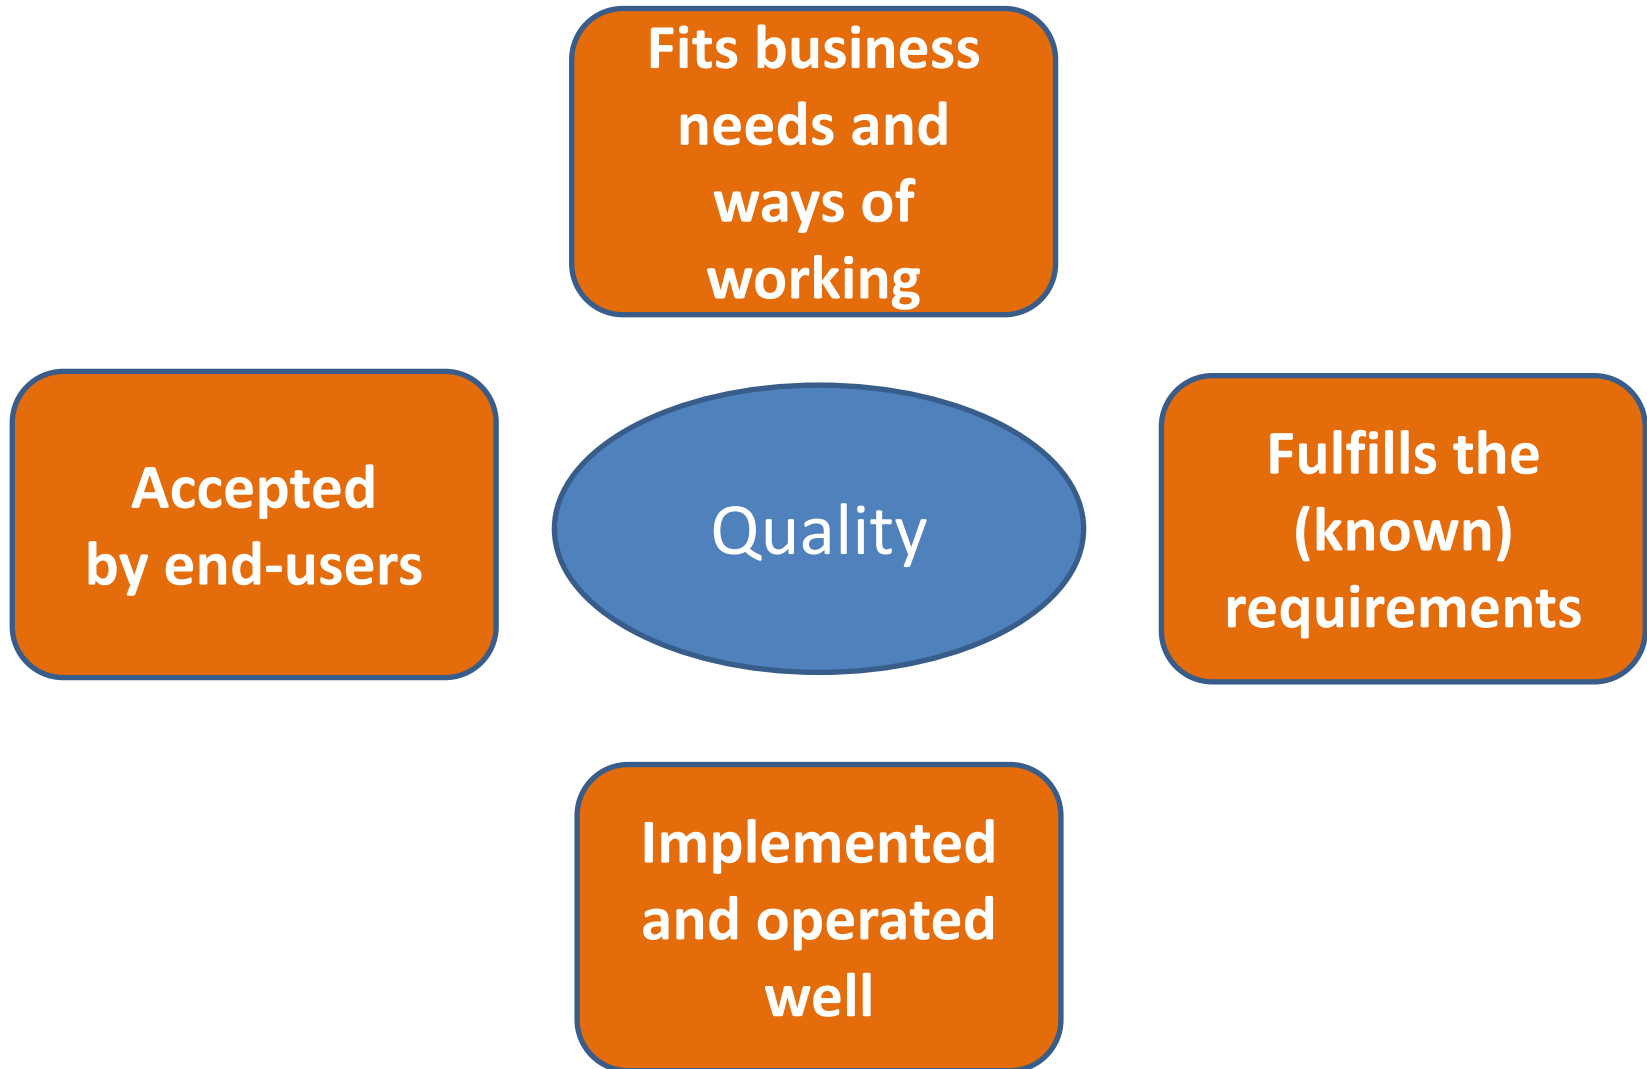 Fits business
needs and
ways of
working
Accepted
by end-users
Quality
Fulfills the
(known)
requirements
Implemented
and operated
well